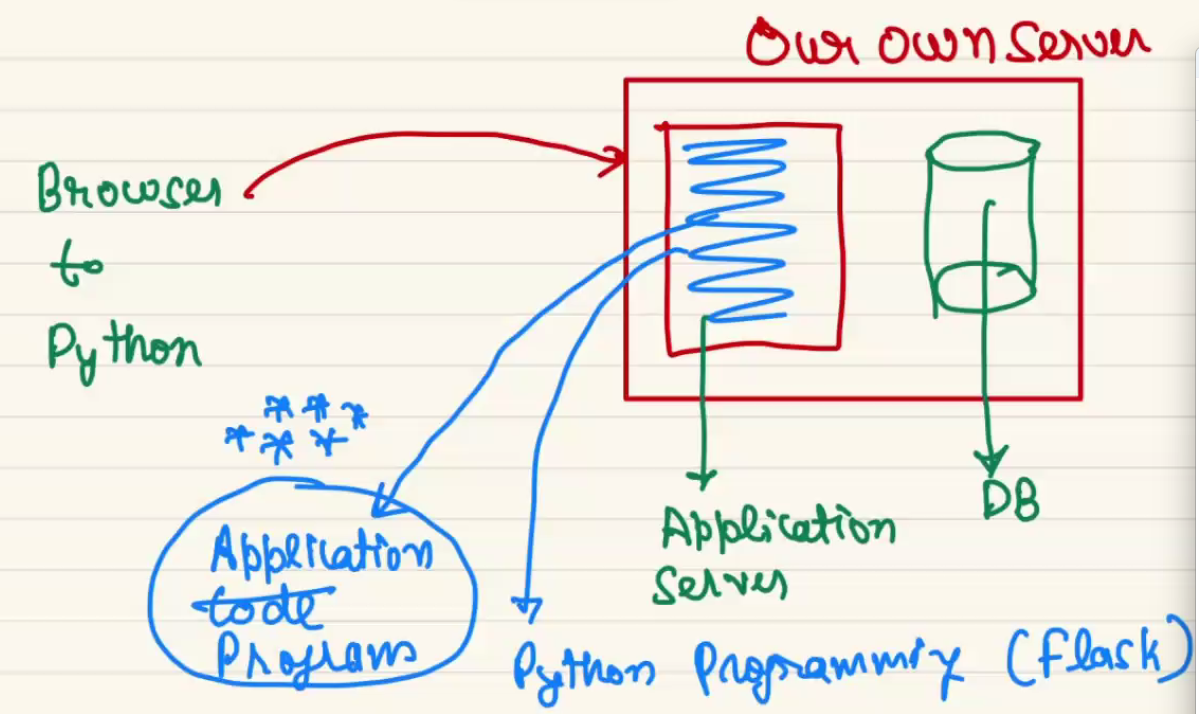 Our own Server
Browser
to
Python
* * *
* * *
DB
Application
Server
Application
Code
Program
Python Programming (Flask)